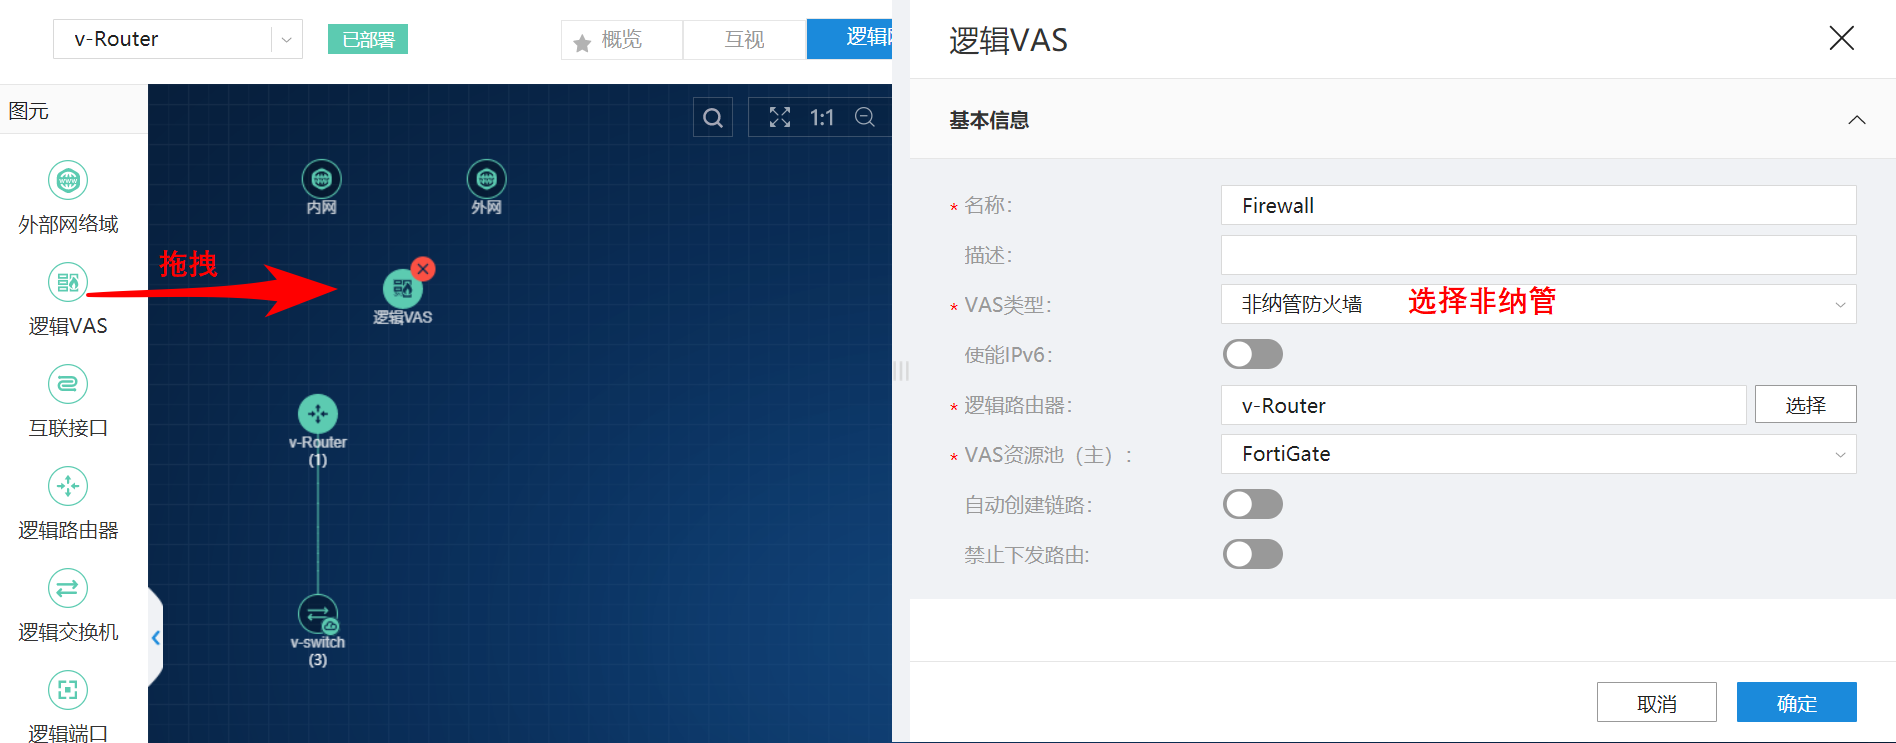 v-Router
已部署
概览
互视
逻辑
图元
外部网络域
逻辑VAS
互联接口
逻辑路由器
逻辑交换机
逻辑端口
拖拽
1:1
内网
外网
逻辑VAS
v-Router
(1)
v-switch
(3)
逻辑VAS
基本信息
* 名称:
Firewall
描述:
* VAS类型:
非纳管防火墙
选择非纳管
使能IPv6:
* 逻辑路由器:
v-Router
选择
* VAS资源池（主）:
FortiGate
自动创建链路:
禁止下发路由:
取消
确定